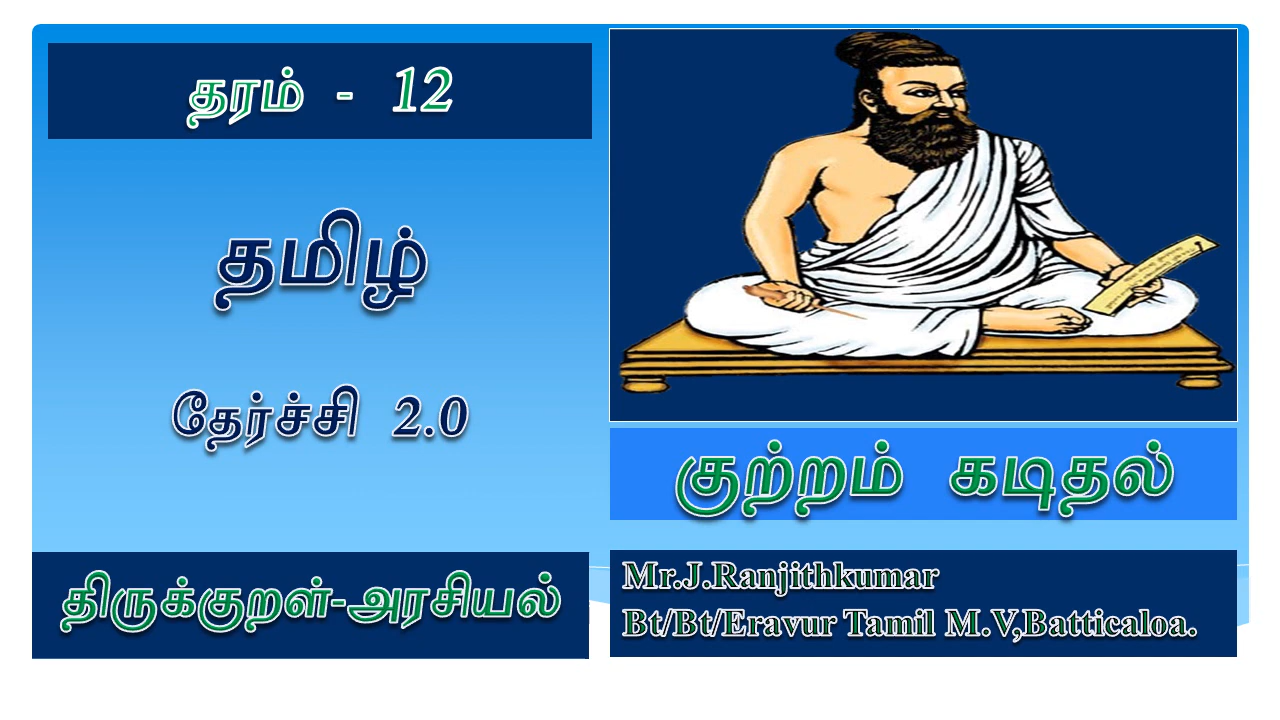 தரம் - 12
தமிழ்
தேர்ச்சி 2.0
திருக்குறள்-அரசியல்
குற்றம் கடிதல்
Mr.J.Ranjithkumar
Bt/Bt/Eravur Tamil M.V,Batticaloa.